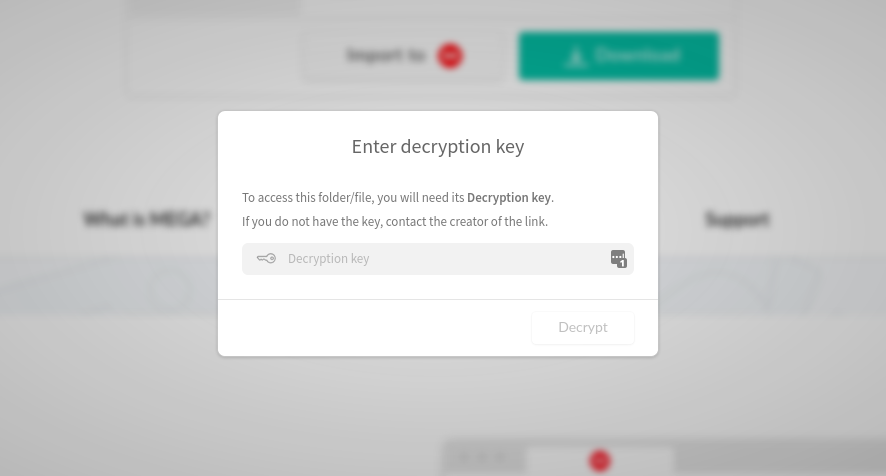 Import to
Download
Enter decryption key
To access this folder/file, you will need its Decryption key.
If you do not have the key, contact the creator of the link.
What is MEGA?
Support
Decryption key
1
Decrypt